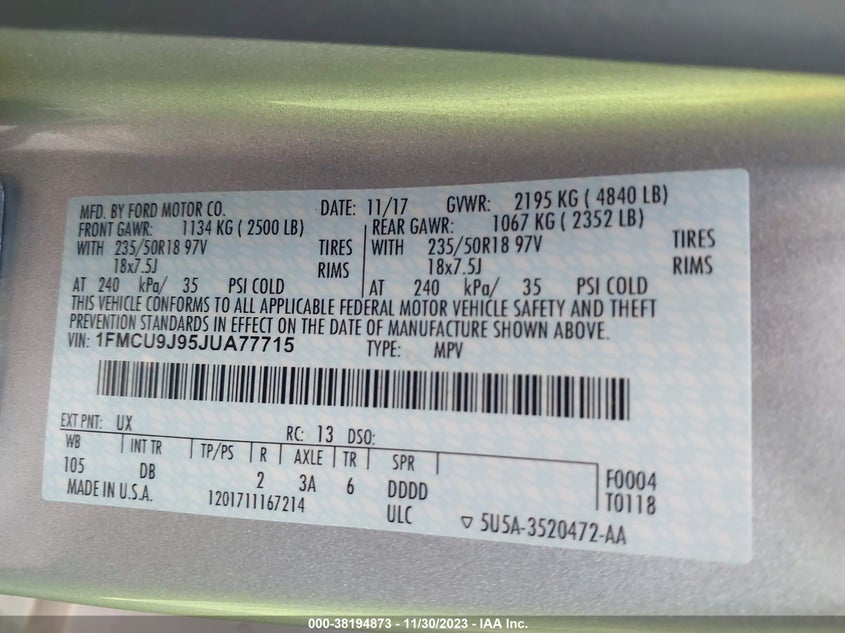 MFD. BY FORD MOTOR CO. DATE: 11/17 GVWR: 2195 KG ( 4840 LB)
FRONT GAWR: 1134 KG ( 2500 LB) REAR GAWR: 1067 KG ( 2352 LB)
WITH 235/50R18 97V TIRES WITH 235/50R18 97V TIRES
18x7.5J RIMS 18x7.5J RIMS
AT 240 kPa/ 35 PSI COLD AT 240 kPa/ 35 PSI COLD
THIS VEHICLE CONFORMS TO ALL APPLICABLE FEDERAL MOTOR VEHICLE SAFETY AND THEFT
PREVENTION STANDARDS IN EFFECT ON THE DATE OF MANUFACTURE SHOWN ABOVE.
VIN: 1FMCU9J95JUA77715 TYPE: MPV
EXT PNT: UX RC: 13 DSO:
WB INT TR TP/PS R AXLE TR SPR
105 DB 2 3A 6 DDDD F0004
MADE IN U.S.A. 1201711167214 ULC T0118
▽ 5U5A-3520472-AA
000-38194873 - 11/30/2023 - IAA Inc.